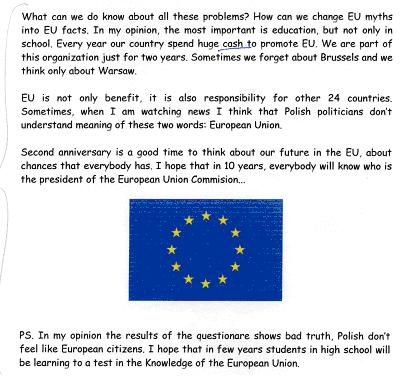 What can we do know about all these problems? How can we change EU myths
into EU facts. In my opinion, the most important is education, but not only in
school. Every year our country spend huge cash to promote EU. We are part of
this organization just for two years. Sometimes we forget about Brussels and we
think only about Warsaw.
EU is not only benefit, it is also responsibility for other 24 countries.
Sometimes, when I am watching news I think that Polish politicians don't
understand meaning of these two words: European Union.
Second anniversary is a good time to think about our future in the EU, about
chances that everybody has. I hope that in 10 years, everybody will know who is
the president of the European Union Commision...
PS. In my opinion the results of the questionare shows bad truth, Polish don't
feel like European citizens. I hope that in few years students in high school will
be learning to a test in the Knowledge of the European Union.